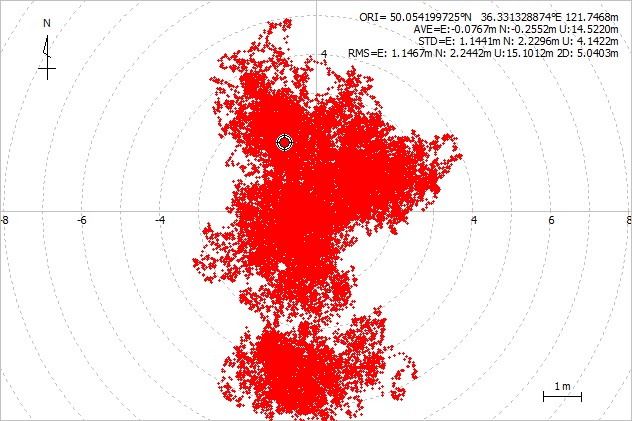 ORI= 50.054199725°N 36.331328874°E 121.7468m
N
AVE=E:-0.0767m N:-0.2552m U:14.5220m
STD=E: 1.1441m N: 2.2296m U: 4.1422m
4
RMS=E: 1.1467m N: 2.2442m U:15.1012m 2D: 5.0403m
-8 -6 -4 4 6 8
1 m